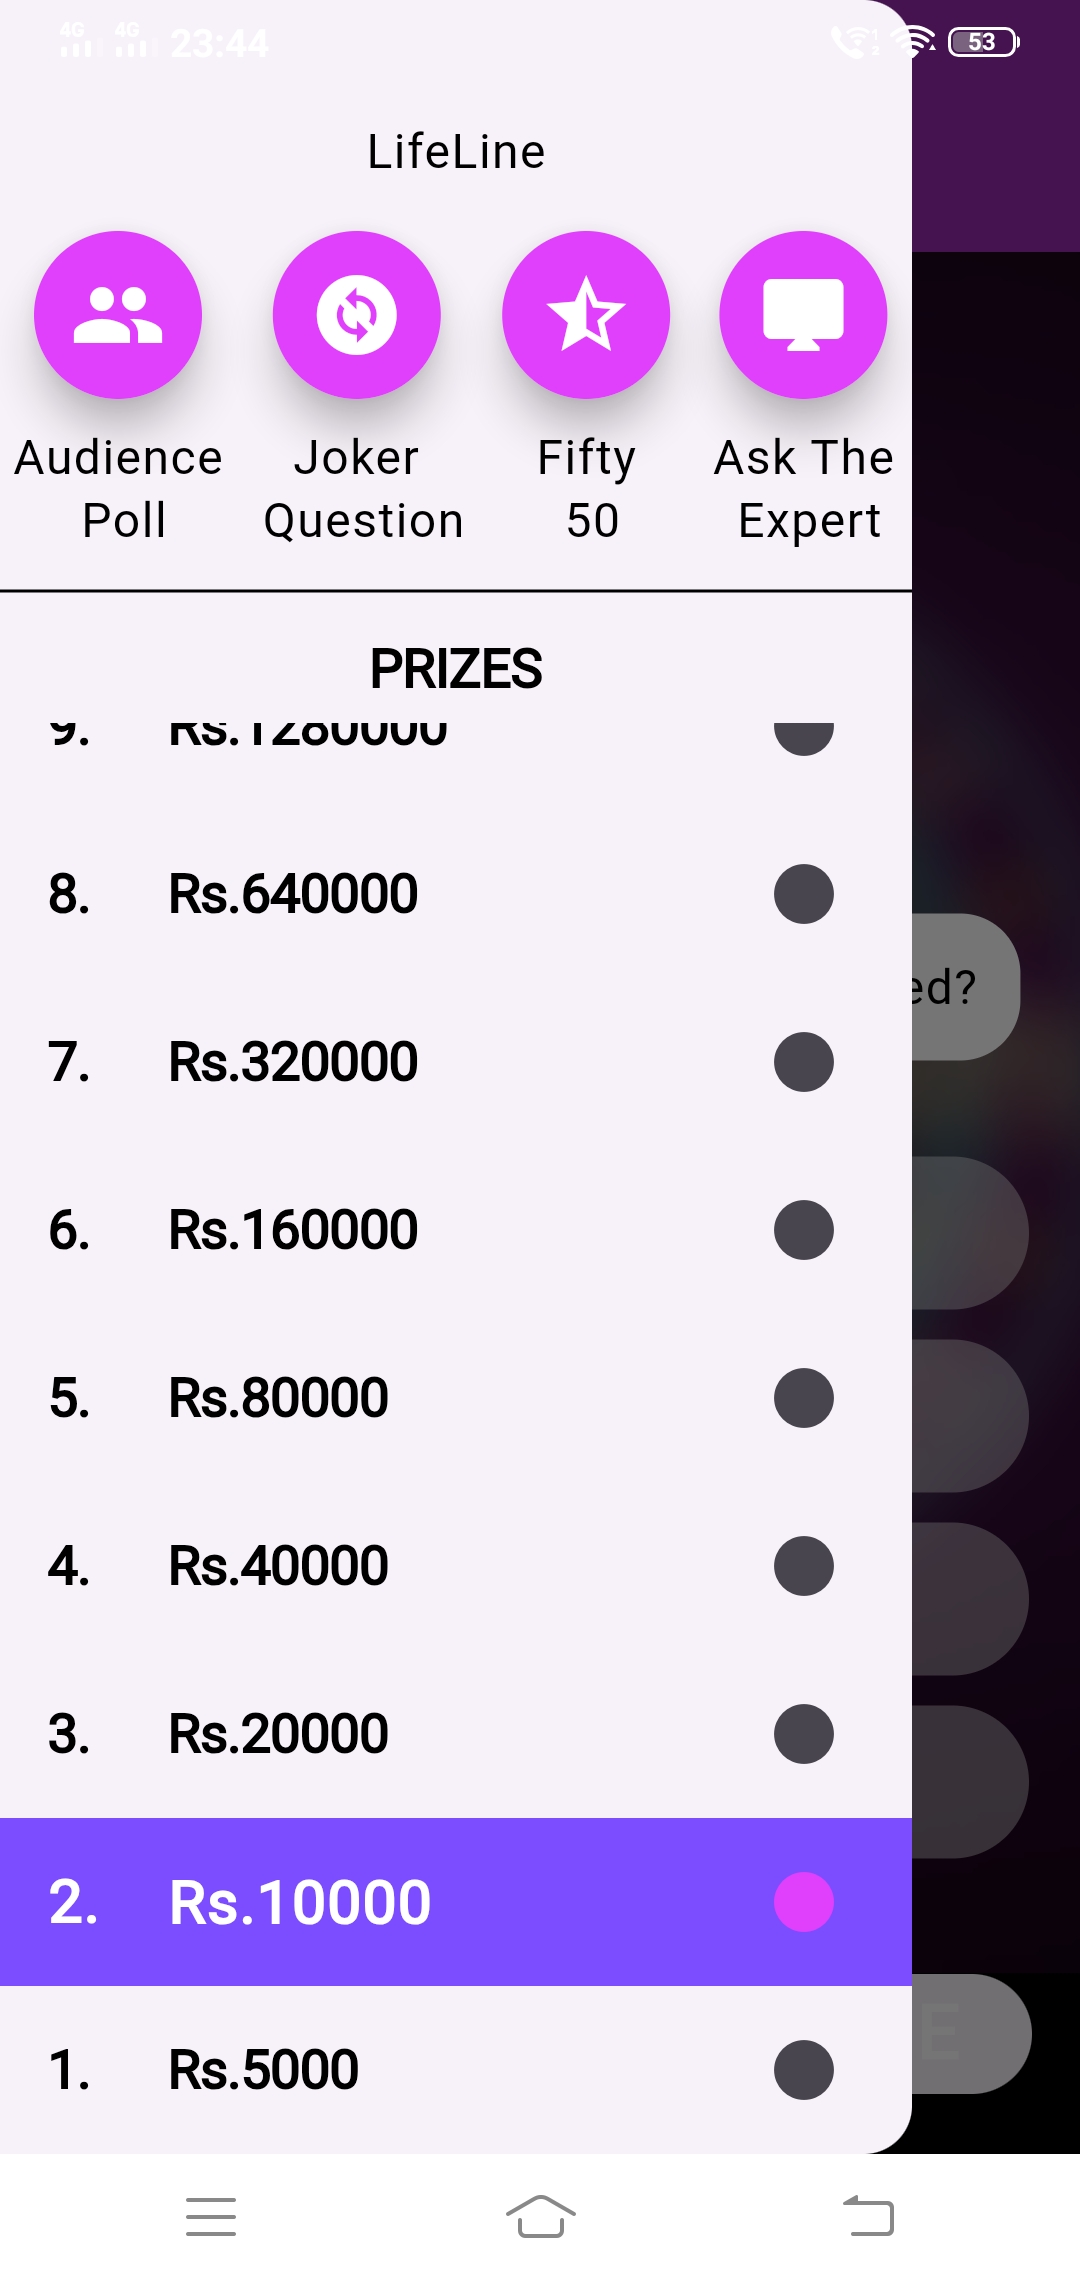 4G 4G 23:44 1 2 53
LifeLine
Audience Joker Fifty Ask The
Poll Question 50 Expert
PRIZES
9. Rs.1280000
8. Rs.640000
ed?
7. Rs.320000
6. Rs.160000
5. Rs.80000
4. Rs.40000
3. Rs.20000
2. Rs.10000
E
1. Rs.5000